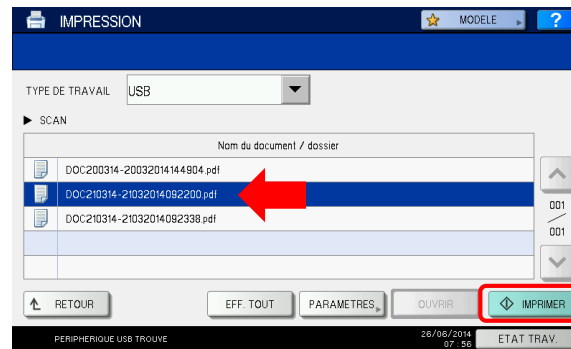 IMPRESSION
MODELE
?
TYPE DE TRAVAIL
USB
SCAN
Nom du document / dossier
DOC200314-20032014144904.pdf
DOC210314-21032014092200.pdf
DOC210314-21032014092338.pdf
001
001
RETOUR
EFF. TOUT
PARAMETRES
OUVRIR
IMPRIMER
PERIPHERIQUE USB TROUVE
26/06/2014
07 : 56
ETAT TRAV.